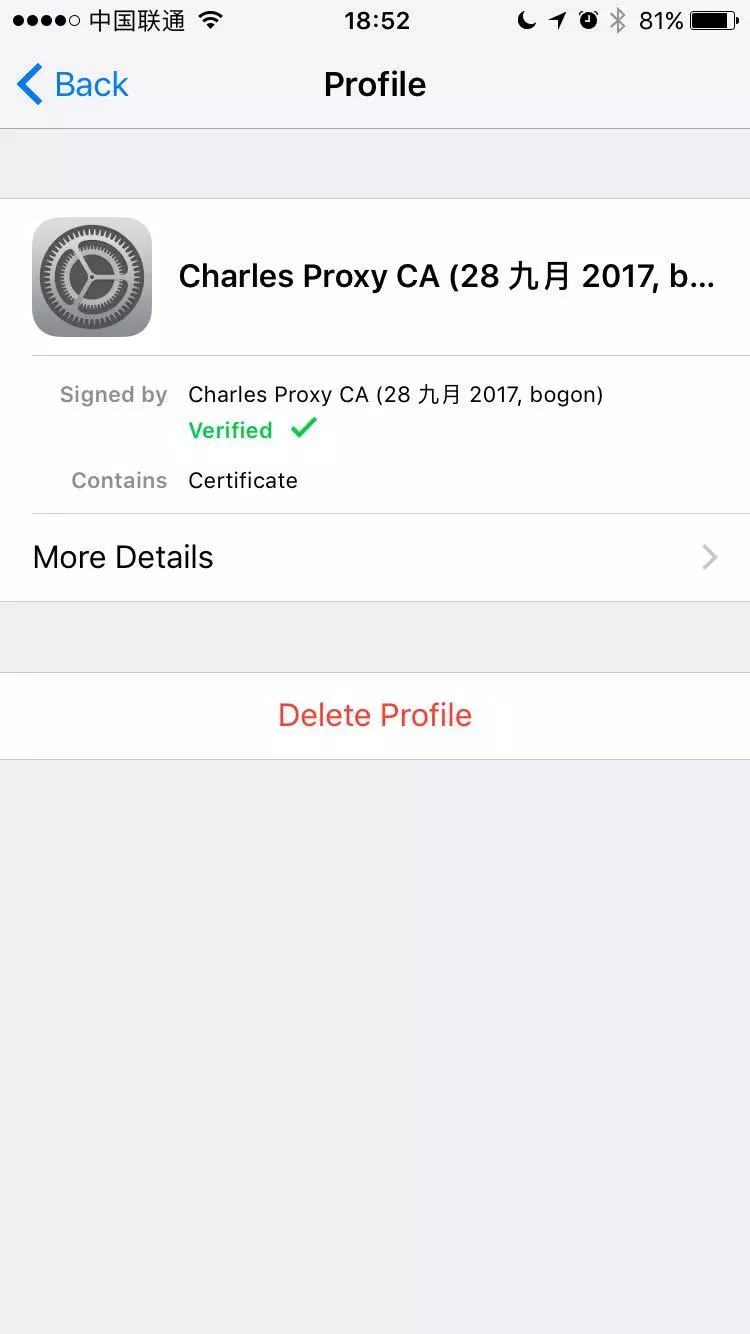 中国联通 18:52 81%
Back Profile
Charles Proxy CA (28 九月 2017, b...
Signed by Charles Proxy CA (28 九月 2017, bogon)
Verified
Contains Certificate
More Details
Delete Profile